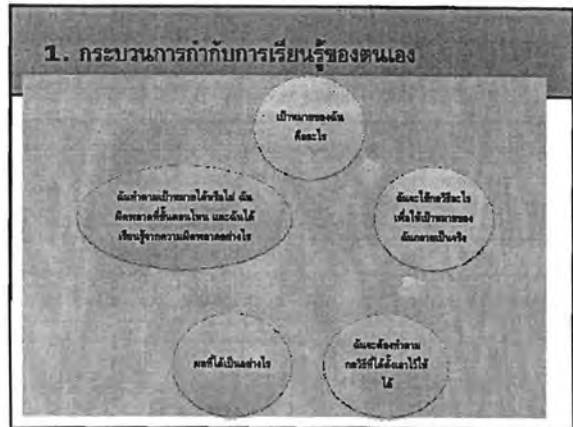 1. กระบวนการกำกับการเรียนรู้ของตนเอง
เป้าหมายของฉัน
คืออะไร
ฉันจะใช้กลวิธีอะไร
เพื่อให้เป้าหมายของ
ฉันกลายเป็นจริง
ฉันจะต้องทำตาม
กลวิธีที่ได้ตั้งเอาไว้ให้
ได้
ผลที่ได้เป็นอย่างไร
ฉันทำตามเป้าหมายได้หรือไม่ ฉัน
ผิดพลาดที่ขั้นตอนไหน และฉันได้
เรียนรู้จากความผิดพลาดอย่างไร